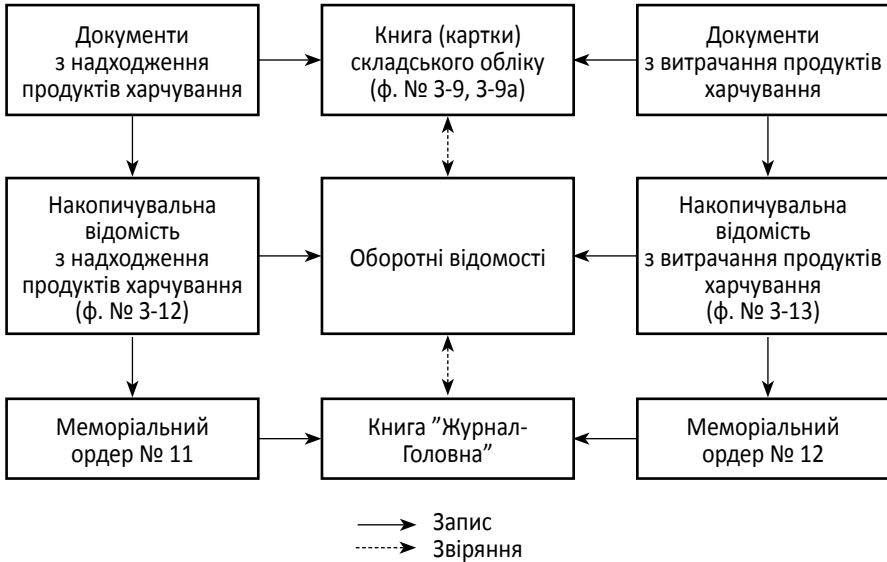 Документи
з надходження
продуктів харчування
Книга (картки)
складського обліку
(ф. № З-9, З-9а)
Документи
з витрачання продуктів
харчування
Накопичувальна
відомість
з надходження
продуктів харчування
(ф. № З-12)
Оборотні відомості
Накопичувальна
відомість
з витрачання продуктів
харчування
(ф. № З-13)
Меморіальний
ордер № 11
Книга ”Журнал-
Головна”
Меморіальний
ордер № 12
Запис
Звіряння